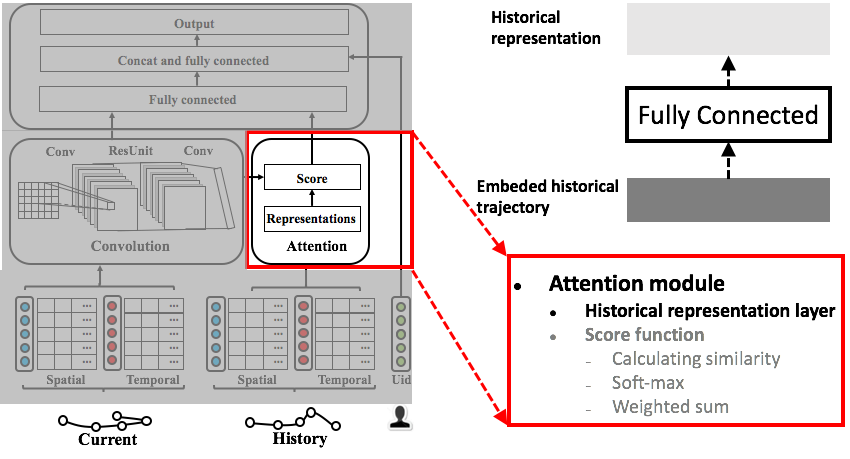 Output
Concat and fully connected
Fully connected
Conv ResUnit Conv
Convolution
Score
Representations
Attention
... ... ... ...
... ... ... ...
... ... ... ...
... ... ... ...
... ... ... ...
Spatial Temporal Spatial Temporal Uid
Current
History
Historical
representation
Fully Connected
Embeded historical
trajectory
• Attention module
• Historical representation layer
• Score function
- Calculating similarity
- Soft-max
- Weighted sum